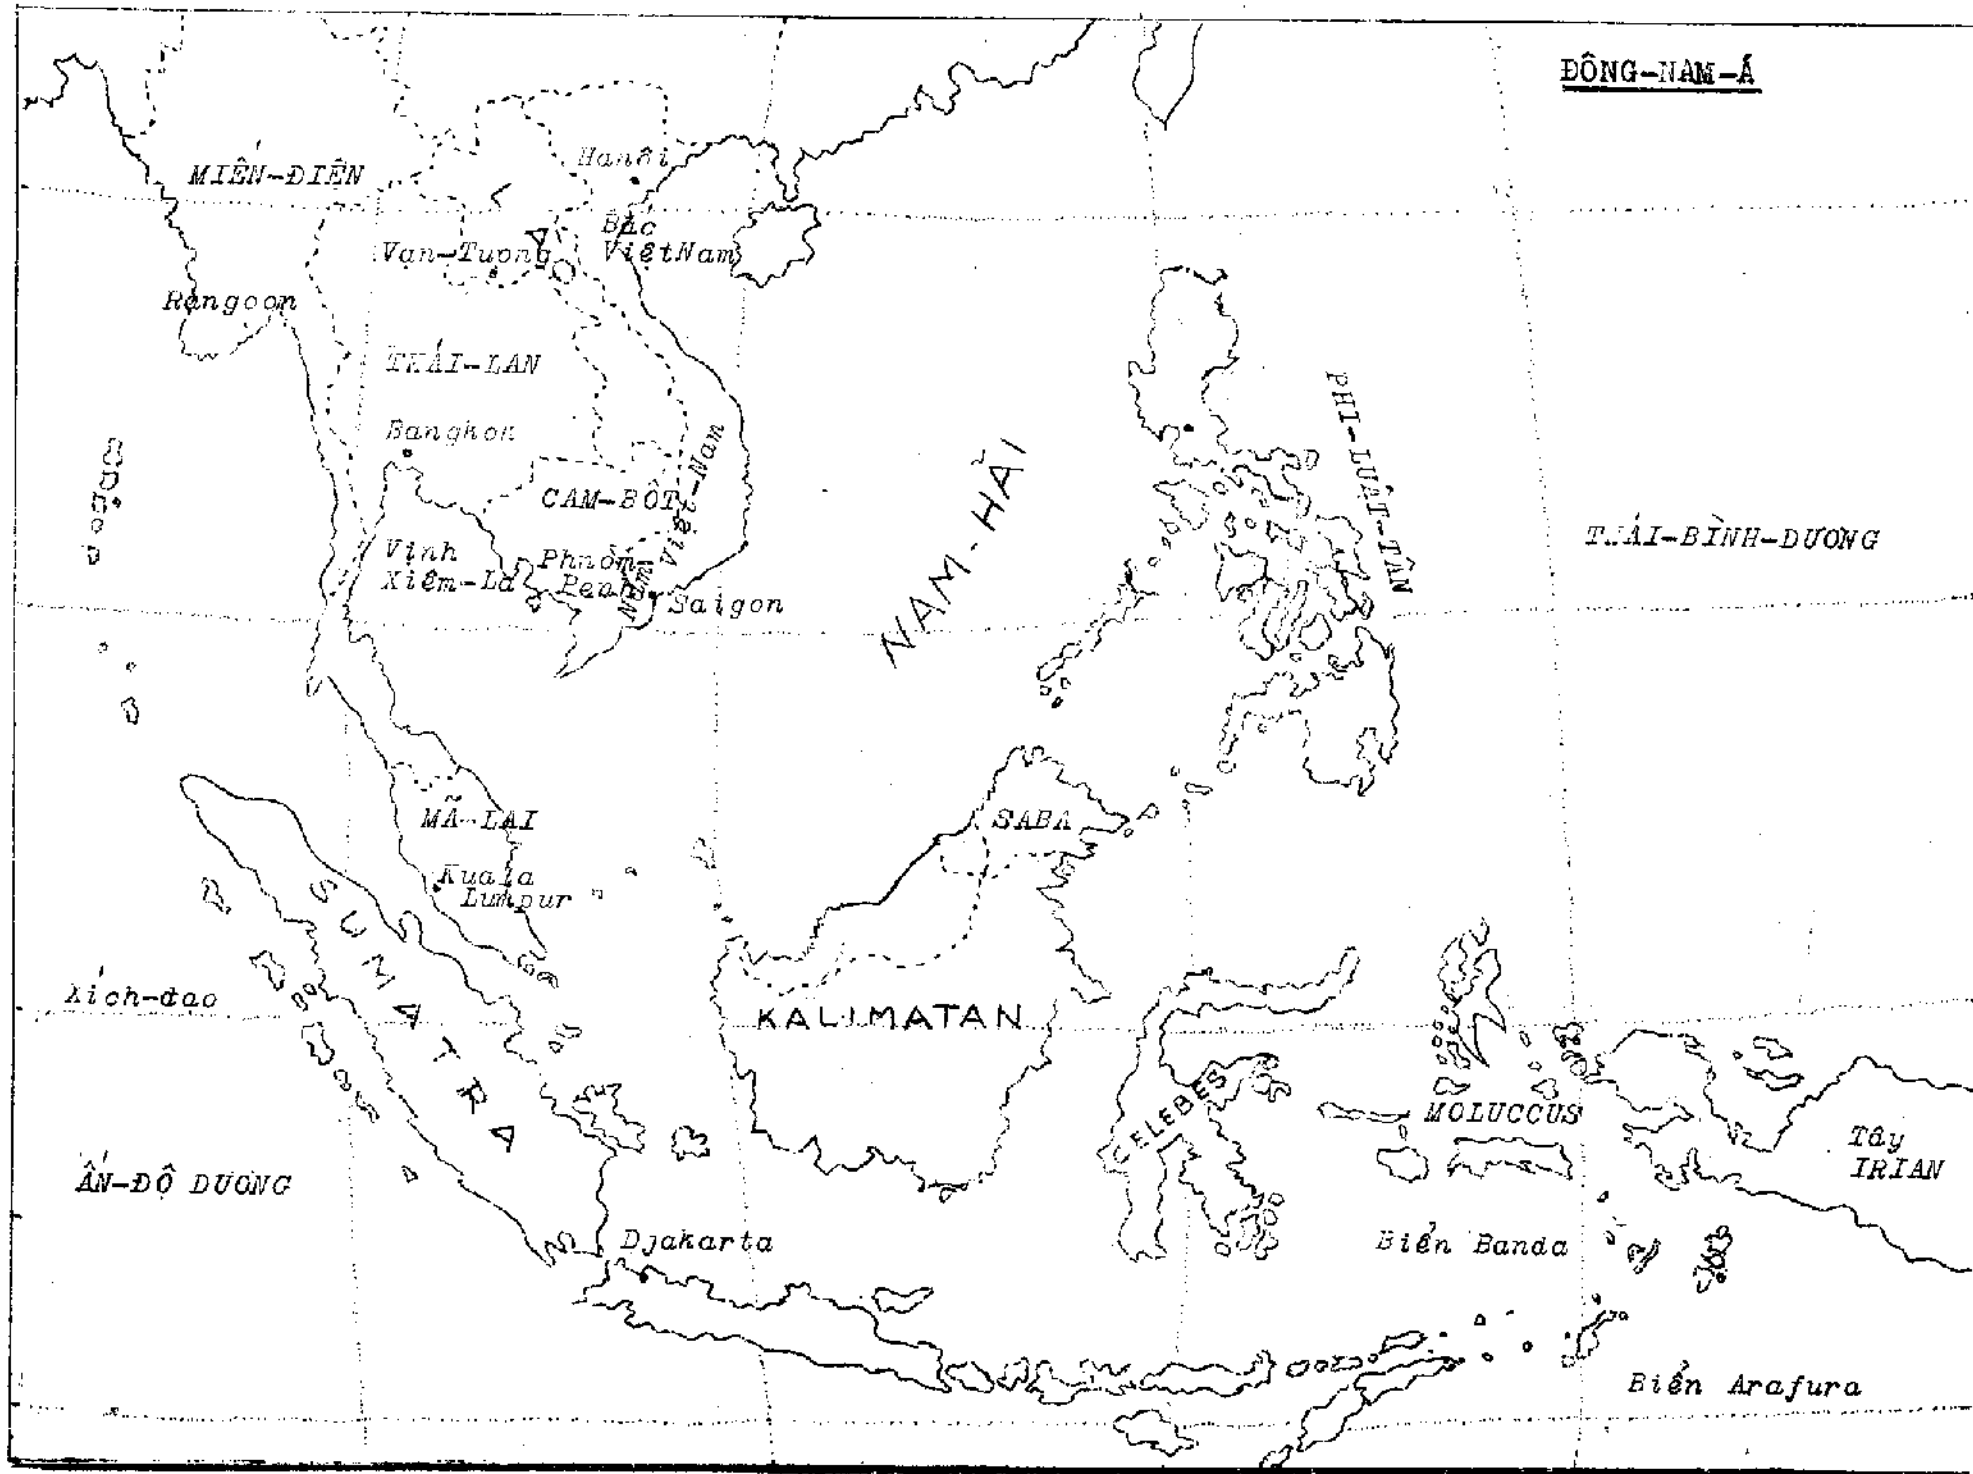 ĐÔNG-NAM-Á
MIẾN-ĐIỆN
Hanôi
Bắc
ViệtNam
Vạn-Tượng
Rangoon
THÁI-LAN
Bangkok
CAM-BỐT
Nam Việt-Nam
Vịnh
Xiêm-La
Phnôm-
Penh
Saigon
NAM-HẢI
PHI-LUẬT-TÂN
THÁI-BÌNH-DƯƠNG
MÃ-LAI
Kuala
Lumpur
SABA
SUMATRA
Xích-đạo
KALIMATAN
CELEBES
MOLUCCUS
Tây
IRIAN
ẤN-ĐỘ DƯƠNG
Djakarta
Biển Banda
Biển Arafura